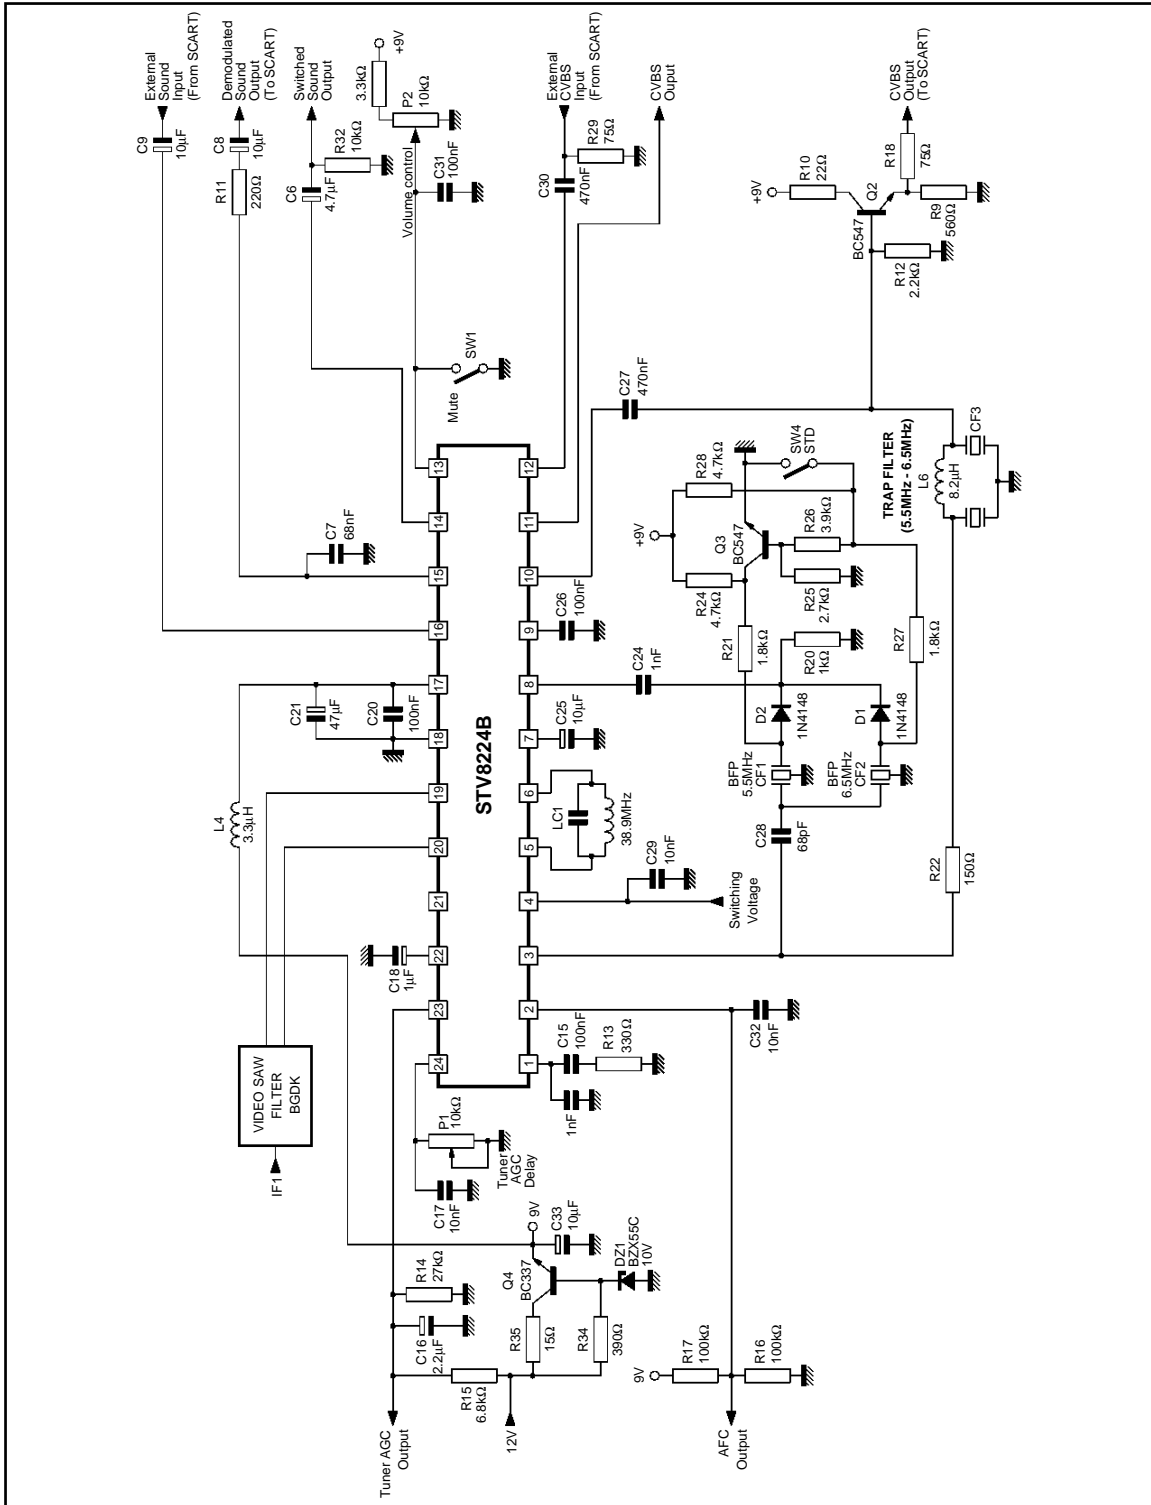 External
Sound
Input
(From SCART)
C9
10µF
Demodulated
Sound
Output
(To SCART)
C8
10µF
R11
220Ω
Switched
Sound
Output
C6
4.7µF
R32
10kΩ
+9V
3.3kΩ
P2
10kΩ
Volume control
C31
100nF
External
CVBS
Input
(From SCART)
R29
75Ω
C30
470nF
CVBS
Ouput
CVBS
Output
(To SCART)
R18
75Ω
R10
22Ω
+9V
Q2
BC547
R9
560Ω
R12
2.2kΩ
SW1
Mute
C27
470nF
C7
68nF
13
14
15
16
17
18
19
20
21
22
23
24
12
11
10
9
8
7
6
5
4
3
2
1
STV8224B
C26
100nF
C24
1nF
C25
10µF
LC1
38.9MHz
C29
10nF
Switching
Voltage
C21
47µF
C20
100nF
L4
3.3µH
C18
1µF
VIDEO SAW
FILTER
BGDK
IF1
C15
100nF
R13
330Ω
1nF
C32
10nF
P1
10kΩ
Tuner
AGC
Delay
C17
10nF
+9V
R28
4.7kΩ
R24
4.7kΩ
Q3
BC547
SW4
STD
R26
3.9kΩ
R25
2.7kΩ
R21
1.8kΩ
R20
1kΩ
R27
1.8kΩ
D2
1N4148
D1
1N4148
BFP
5.5MHz
CF1
BFP
6.5MHz
CF2
C28
68pF
R22
150Ω
TRAP FILTER
(5.5MHz - 6.5MHz)
L6
8.2µH
CF3
9V
C33
10µF
Q4
BC337
DZ1
BZX55C
10V
R35
15Ω
R34
390Ω
R14
27kΩ
C16
2.2µF
R15
6.8kΩ
12V
Tuner AGC
Output
9V
R17
100kΩ
R16
100kΩ
AFC
Output